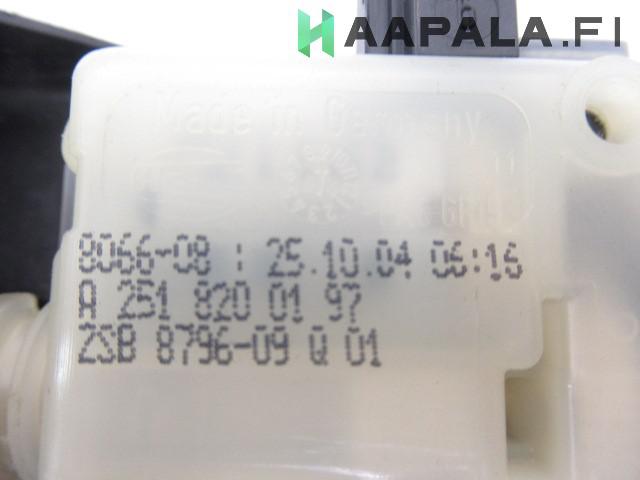 HAAPALA.FI
Made in Germany
8066-08 : 25.10.04 06:16
A 251 820 01 97
ZSB 8796-09 Q 01